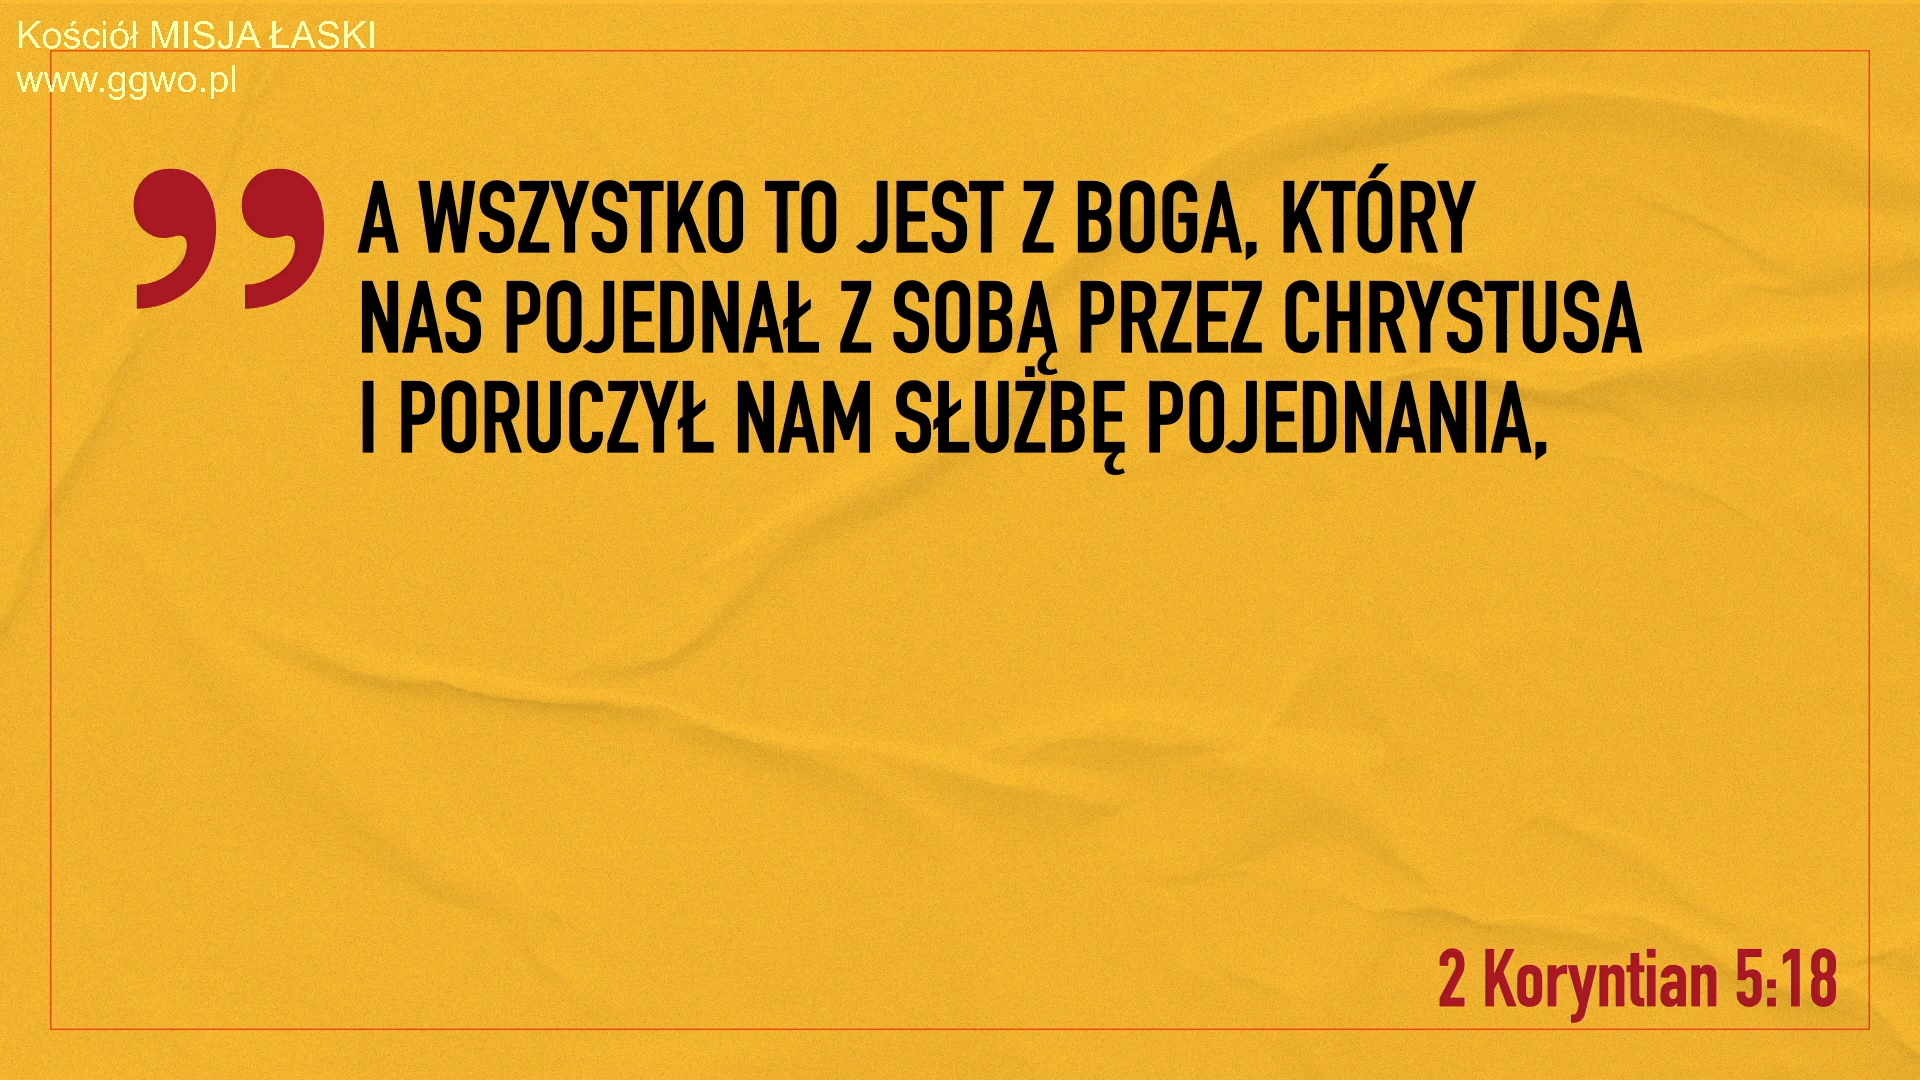 Kościół MISJA ŁASKI
www.ggwo.pl
” A WSZYSTKO TO JEST Z BOGA, KTÓRY
NAS POJEDNAŁ Z SOBĄ PRZEZ CHRYSTUSA
I PORUCZYŁ NAM SŁUŻBĘ POJEDNANIA,
2 Koryntian 5:18